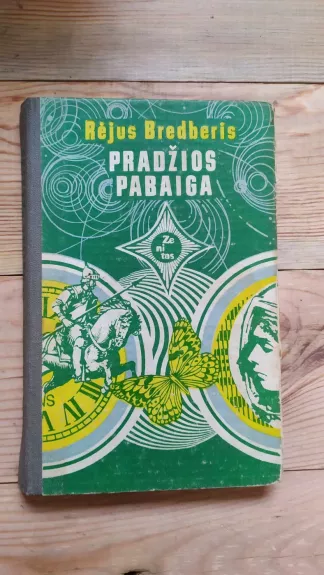 Rėjus Bredberis
PRADŽIOS
PABAIGA
Ze
ni
tas